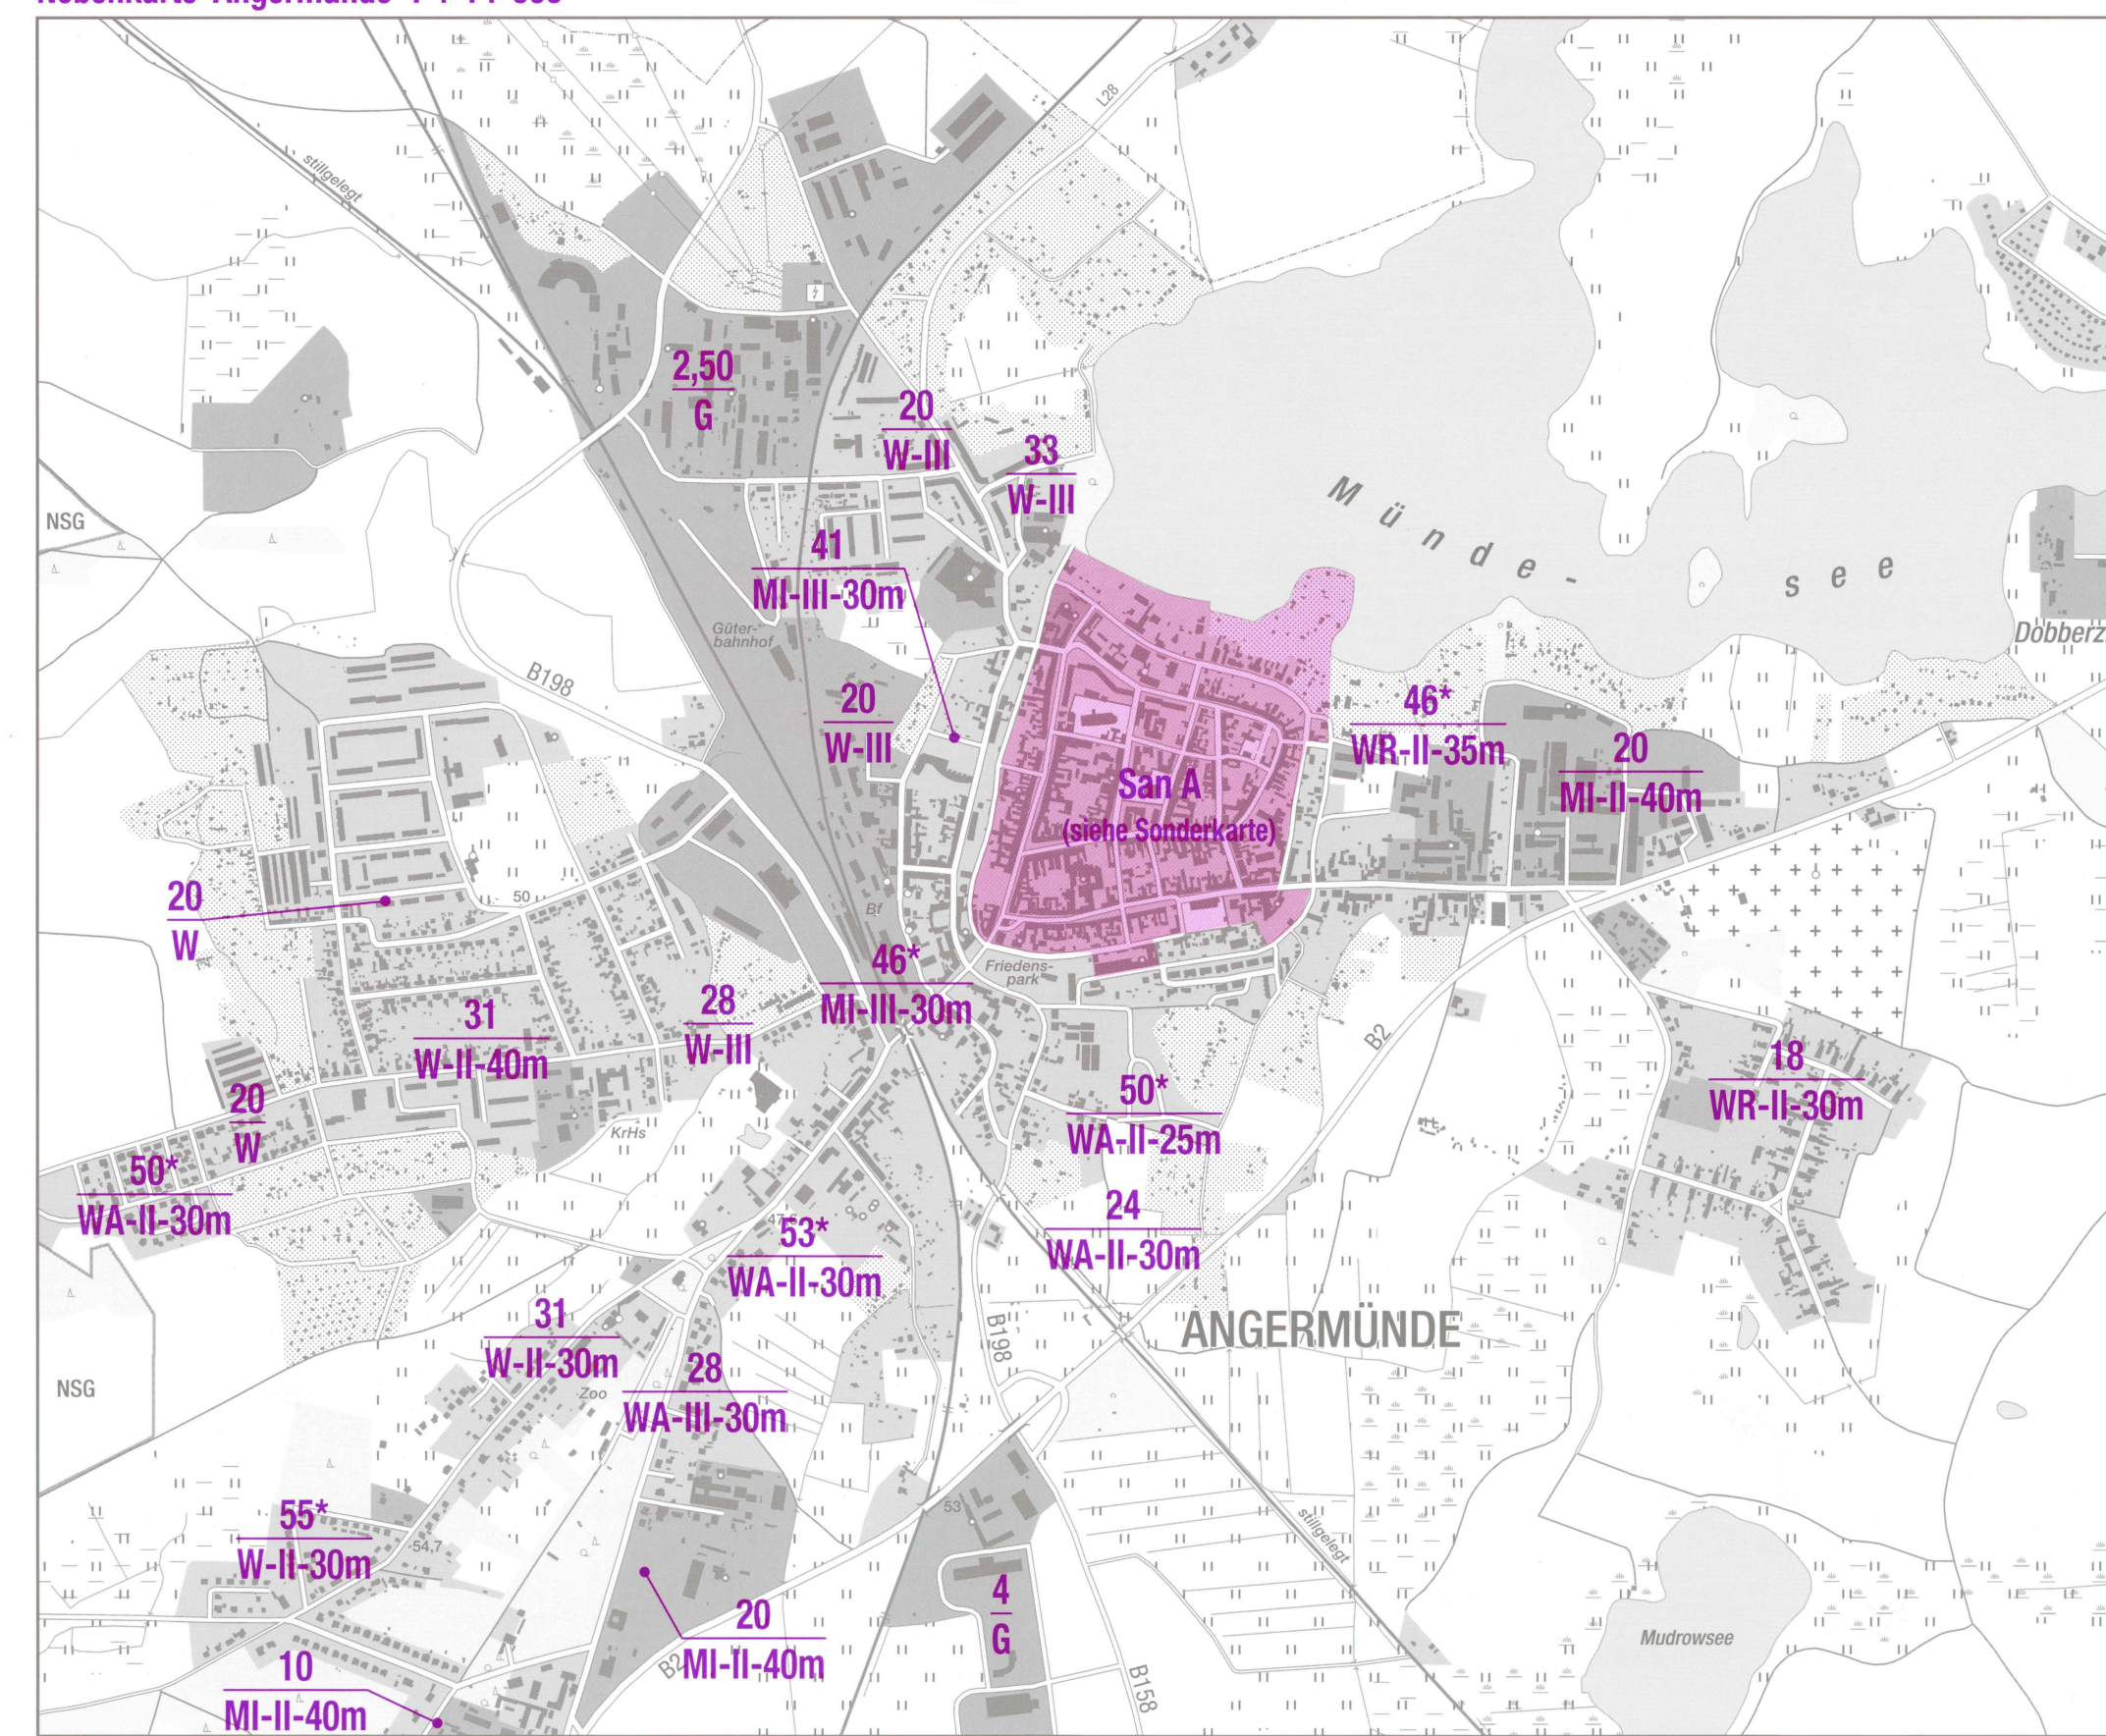 L28
stillgelegt
2,50
G
20
W-III
33
W-III
NSG
Münde-
see
41
MI-III-30m
Güter-
bahnhof
Dobberz
B198
20
W-III
46*
WR-II-35m
20
MI-II-40m
San A
(siehe Sonderkarte)
20
W
50
Bf
46*
MI-III-30m
Friedens-
park
28
W-III
31
W-II-40m
B2
18
WR-II-30m
20
W
KrHs
50*
WA-II-25m
50*
WA-II-30m
24
WA-II-30m
53*
WA-II-30m
ANGERMÜNDE
B198
31
W-II-30m
NSG
Zoo
28
WA-III-30m
55*
W-II-30m
54,7
53
stillgelegt
4
G
20
MI-II-40m
B2
Mudrowsee
10
MI-II-40m
B158